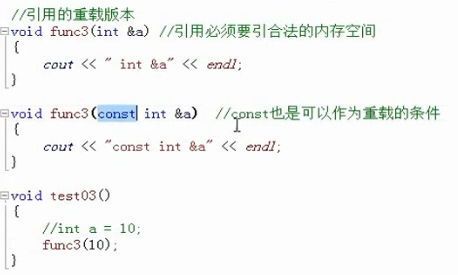 //引用的重载版本
void func3(int &a) //引用必须要引合法的内存空间
{
cout << " int &a" << endl;
}
void func3(const int &a) //const也是可以作为重载的条件
{
cout << "const int &a" << endl;
}
void test03()
{
//int a = 10;
func3(10);
}